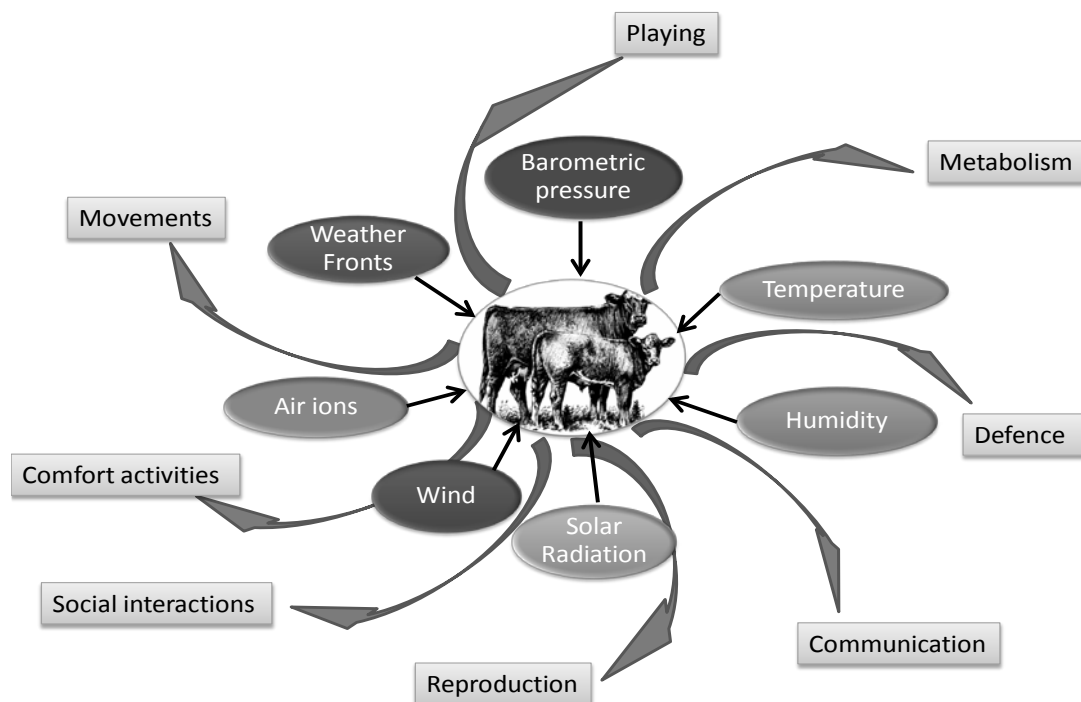 Playing
Barometric
pressure
Metabolism
Movements
Weather
Fronts
Temperature
Air ions
Humidity
Defence
Comfort activities
Wind
Solar
Radiation
Social interactions
Communication
Reproduction